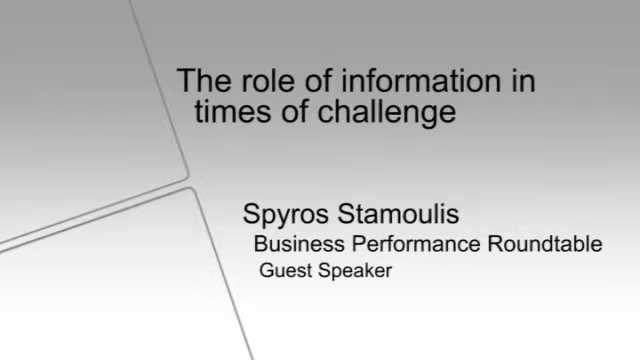 The role of information in
times of challenge
Spyros Stamoulis
Business Performance Roundtable
Guest Speaker